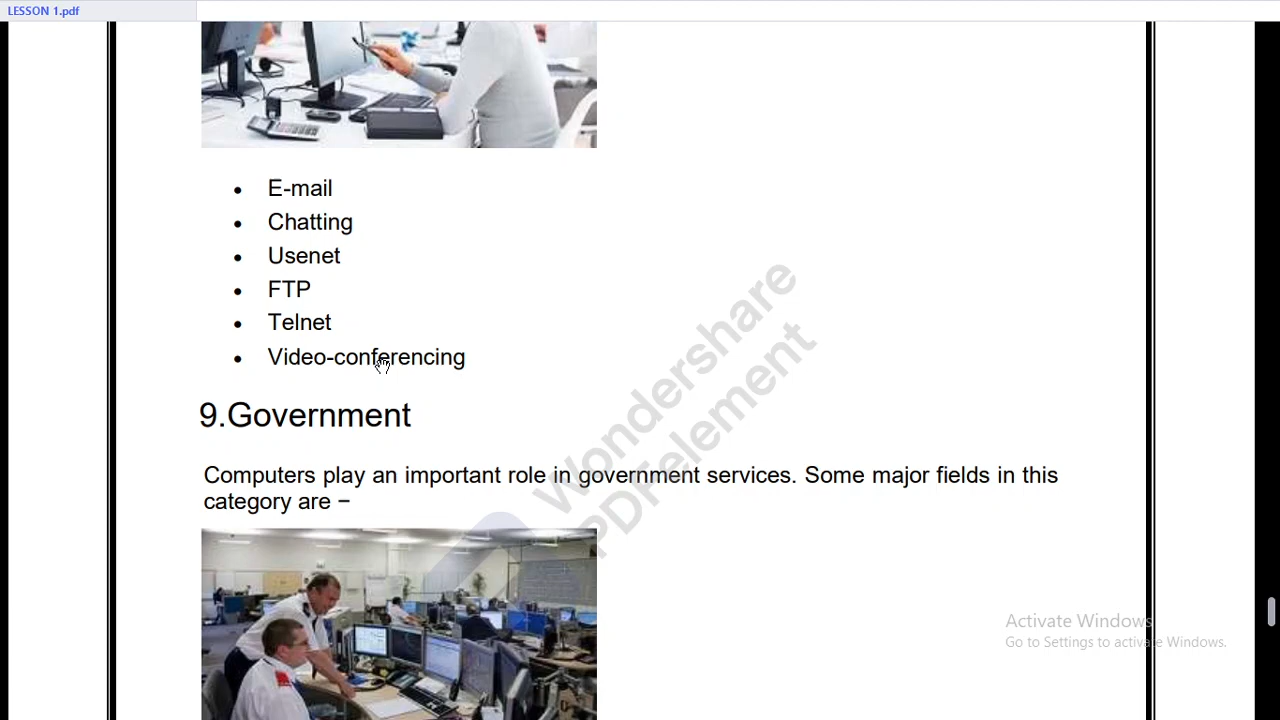 LESSON 1.pdf
E-mail
Chatting
Usenet
FTP
Telnet
Video-conferencing
9.Government
Computers play an important role in government services. Some major fields in this
category are −
Wondershare
PDFelement
Activate Windows
Go to Settings to activate Windows.